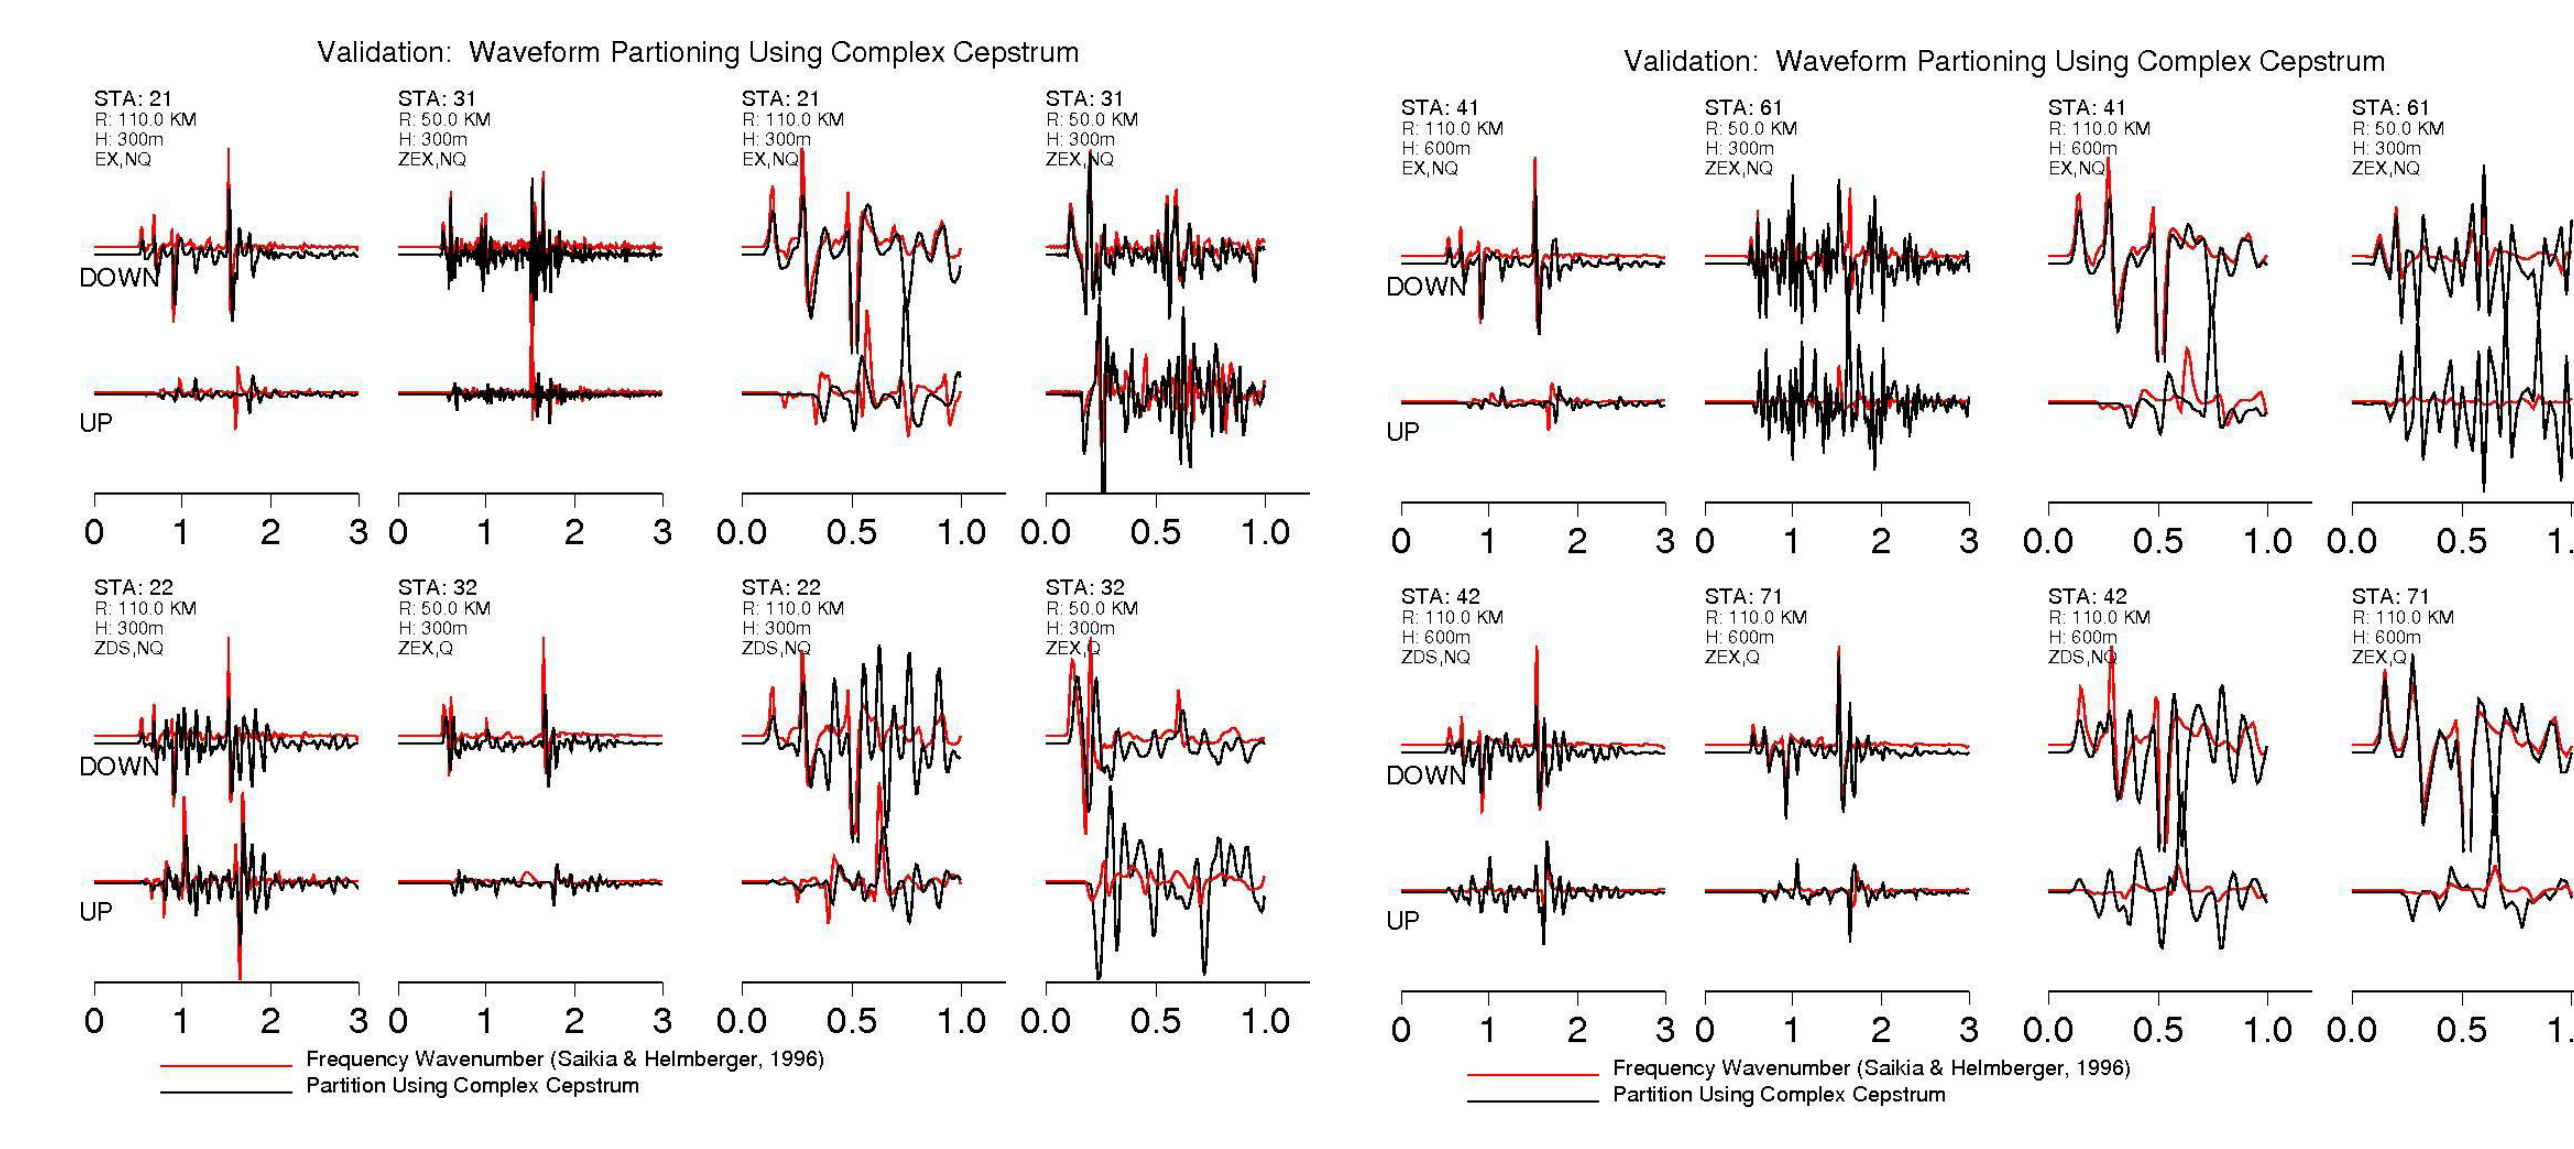 Validation:  Waveform Partioning Using Complex Cepstrum
STA: 21
R: 110.0 KM
H: 300m
EX,NQ
STA: 31
R: 50.0 KM
H: 300m
ZEX,NQ
STA: 21
R: 110.0 KM
H: 300m
EX,NQ
STA: 31
R: 50.0 KM
H: 300m
ZEX,NQ
DOWN
UP
0 1 2 3 0 1 2 3 0.0 0.5 1.0 0.0 0.5 1.0
STA: 22
R: 110.0 KM
H: 300m
ZDS,NQ
STA: 32
R: 50.0 KM
H: 300m
ZEX,Q
STA: 22
R: 110.0 KM
H: 300m
ZDS,NQ
STA: 32
R: 50.0 KM
H: 300m
ZEX,Q
DOWN
UP
0 1 2 3 0 1 2 3 0.0 0.5 1.0 0.0 0.5 1.0
Frequency Wavenumber (Saikia & Helmberger, 1996)
Partition Using Complex Cepstrum
Validation:  Waveform Partioning Using Complex Cepstrum
STA: 41
R: 110.0 KM
H: 600m
EX,NQ
STA: 61
R: 50.0 KM
H: 300m
ZEX,NQ
STA: 41
R: 110.0 KM
H: 600m
EX,NQ
STA: 61
R: 50.0 KM
H: 300m
ZEX,NQ
DOWN
UP
0 1 2 3 0 1 2 3 0.0 0.5 1.0 0.0 0.5 1.
STA: 42
R: 110.0 KM
H: 600m
ZDS,NQ
STA: 71
R: 110.0 KM
H: 600m
ZEX,Q
STA: 42
R: 110.0 KM
H: 600m
ZDS,NQ
STA: 71
R: 110.0 KM
H: 600m
ZEX,Q
DOWN
UP
0 1 2 3 0 1 2 3 0.0 0.5 1.0 0.0 0.5 1.
Frequency Wavenumber (Saikia & Helmberger, 1996)
Partition Using Complex Cepstrum